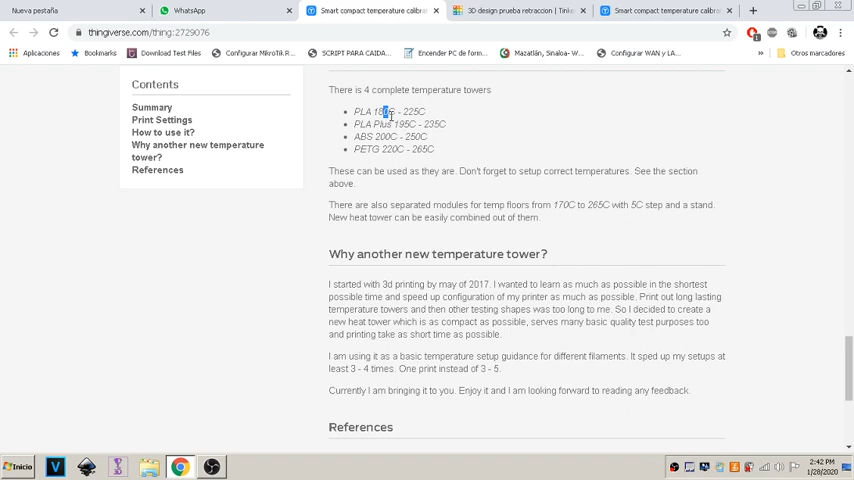 Nueva pestaña
WhatsApp
Smart compact temperature calibra
3D design prueba retraccion | Tinke
Smart compact temperature calibra
thingiverse.com/thing:2729076
Aplicaciones
Bookmarks
Download Test Files
Configurar MikroTiK R...
SCRIPT PARA CAIDA...
Encender PC de form...
Mazatlán, Sinaloa -...
Configurar WAN y LA...
Otros marcadores
Contents
Summary
Print Settings
How to use it?
Why another new temperature
tower?
References
There is 4 complete temperature towers
PLA 180C - 225C
PLA Plus 195C - 235C
ABS 200C - 250C
PETG 220C - 265C
These can be used as they are. Don't forget to setup correct temperatures. See the section
above.
There are also separated modules for temp floors from 170C to 265C with 5C step and a stand.
New heat tower can be easily combined out of them.
Why another new temperature tower?
I started with 3d printing by may of 2017. I wanted to learn as much as possible in the shortest
possible time and speed up configuration of my printer as much as possible. Print out long lasting
temperature towers and then other testing shapes was too long to me. So I decided to create a
new heat tower which is as compact as possible, serves many basic quality test purposes too
and printing take as short time as possible.
I am using it as a basic temperature setup guidance for different filaments. It sped up my setups at
least 3 - 4 times. One print instead of 3 - 5.
Currently I am bringing it to you. Enjoy it and I am looking forward to reading any feedback.
References
Inicio
2:42 PM
1/28/2020